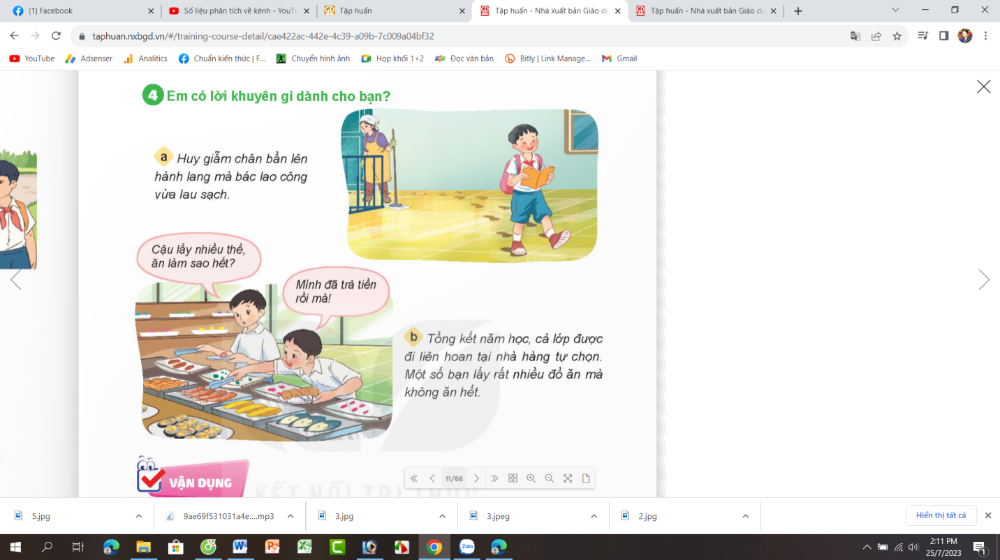 (1) Facebook
Số liệu phân tích về kênh - YouTu
Tập huấn
Tập huấn - Nhà xuất bản Giáo dụ
Tập huấn - Nhà xuất bản Giáo dụ
taphuan.nxbgd.vn/#/training-course-detail/cae422ac-442e-4c39-a09b-7c009a04bf32
YouTube
Adsenser
Analitics
Chuẩn kiến thức | F...
Chuyển hình ảnh
Họp khối 1+2
Đọc văn bản
Bitly | Link Manage...
Gmail
4 Em có lời khuyên gì dành cho bạn?
a Huy giẫm chân bẩn lên
hành lang mà bác lao công
vừa lau sạch.
Cậu lấy nhiều thế,
ăn làm sao hết?
Mình đã trả tiền
rồi mà!
b Tổng kết năm học, cả lớp được
đi liên hoan tại nhà hàng tự chọn.
Một số bạn lấy rất nhiều đồ ăn mà
không ăn hết.
VẬN DỤNG
KẾT NỐI TRI THỨC
11/66
5.jpg
9ae69f531031a4e....mp3
3.jpg
3.jpeg
2.jpg
Hiển thị tất cả
Zalo
2:11 PM
25/7/2023
1